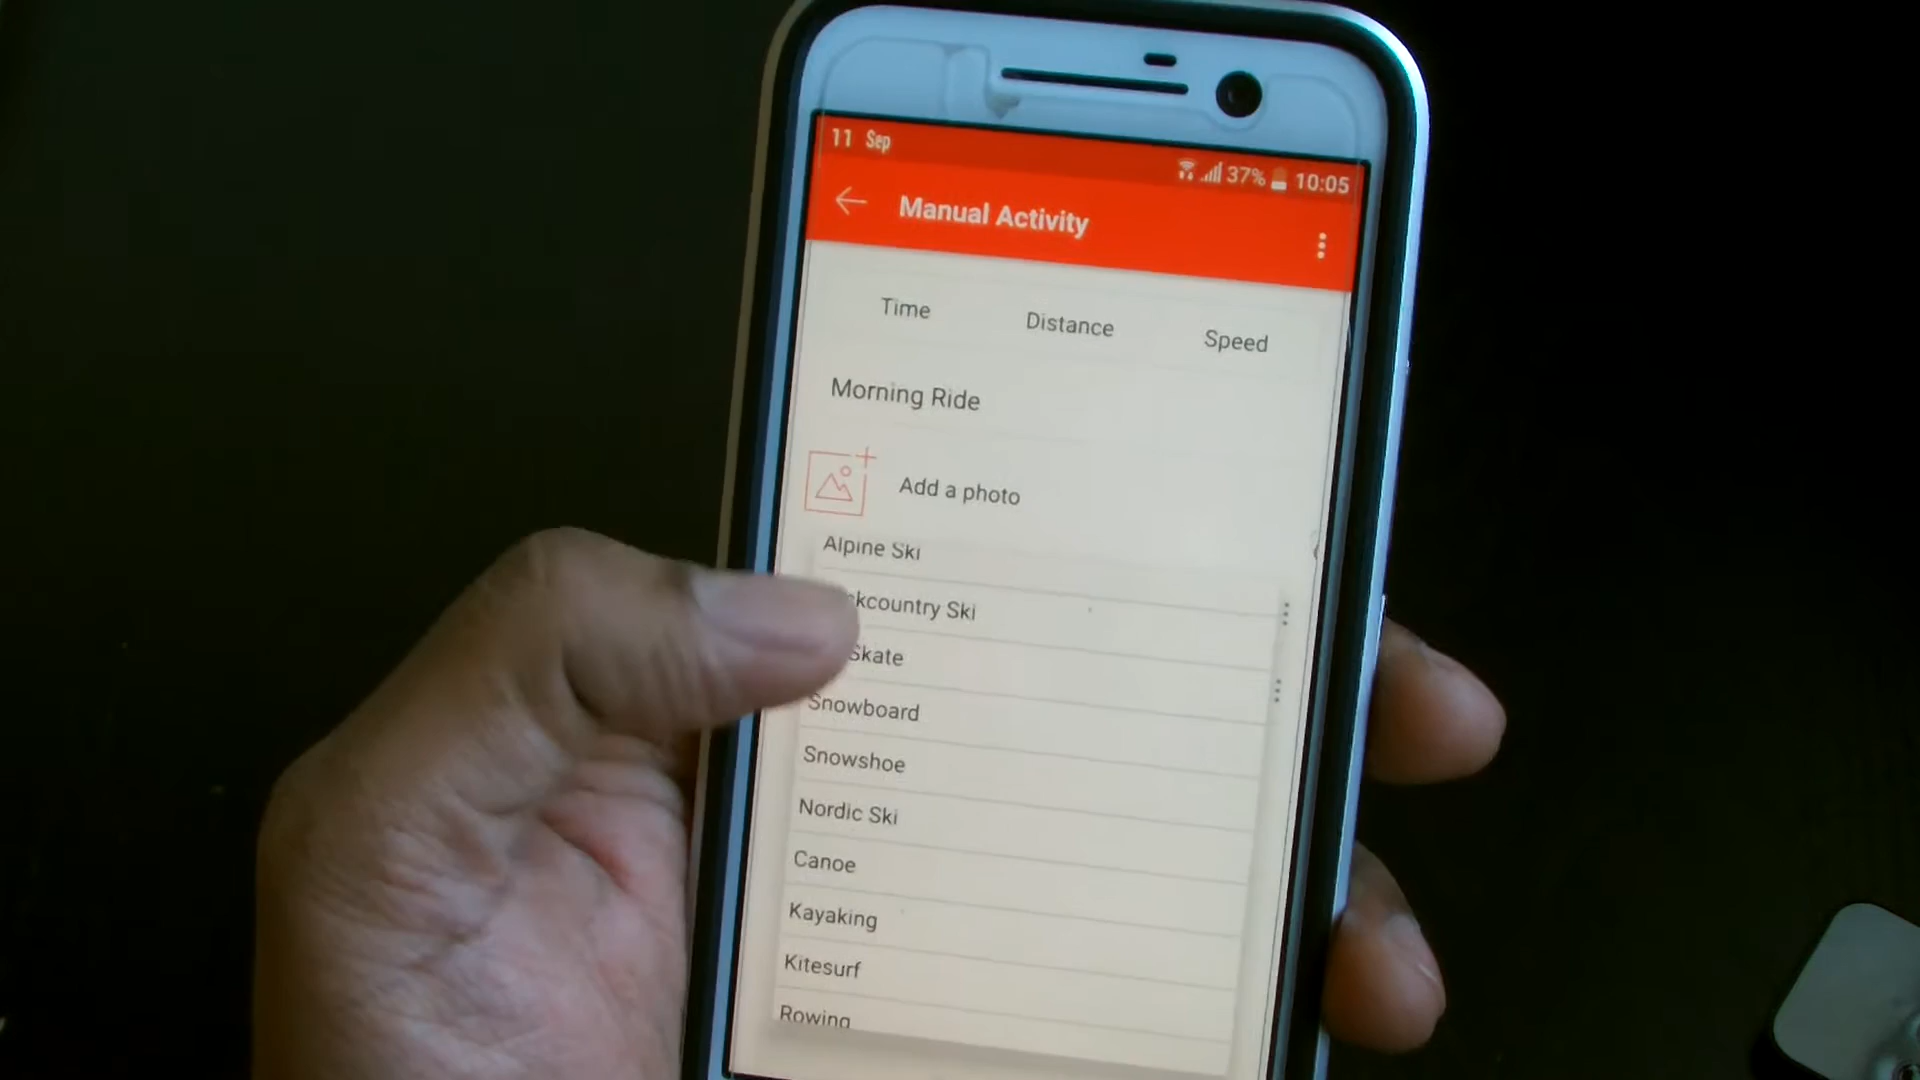 11 Sep
37% 10:05
Manual Activity
Time Distance Speed
Morning Ride
Add a photo
Alpine Ski
kcountry Ski
Skate
Snowboard
Snowshoe
Nordic Ski
Canoe
Kayaking
Kitesurf
Rowing